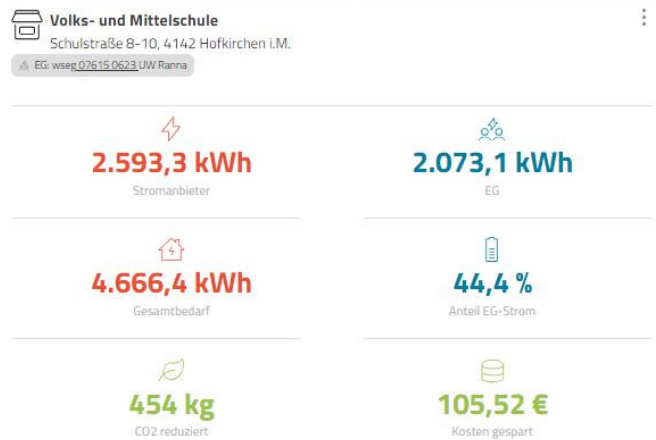 Volks- und Mittelschule
Schulstraße 8-10, 4142 Hofkirchen i.M.
EG: wseg 07615 0623 UW Ranna
2.593,3 kWh
Stromanbieter
2.073,1 kWh
EG
4.666,4 kWh
Gesamtbedarf
44,4 %
Anteil EG-Strom
454 kg
CO2 reduziert
105,52 €
Kosten gespart